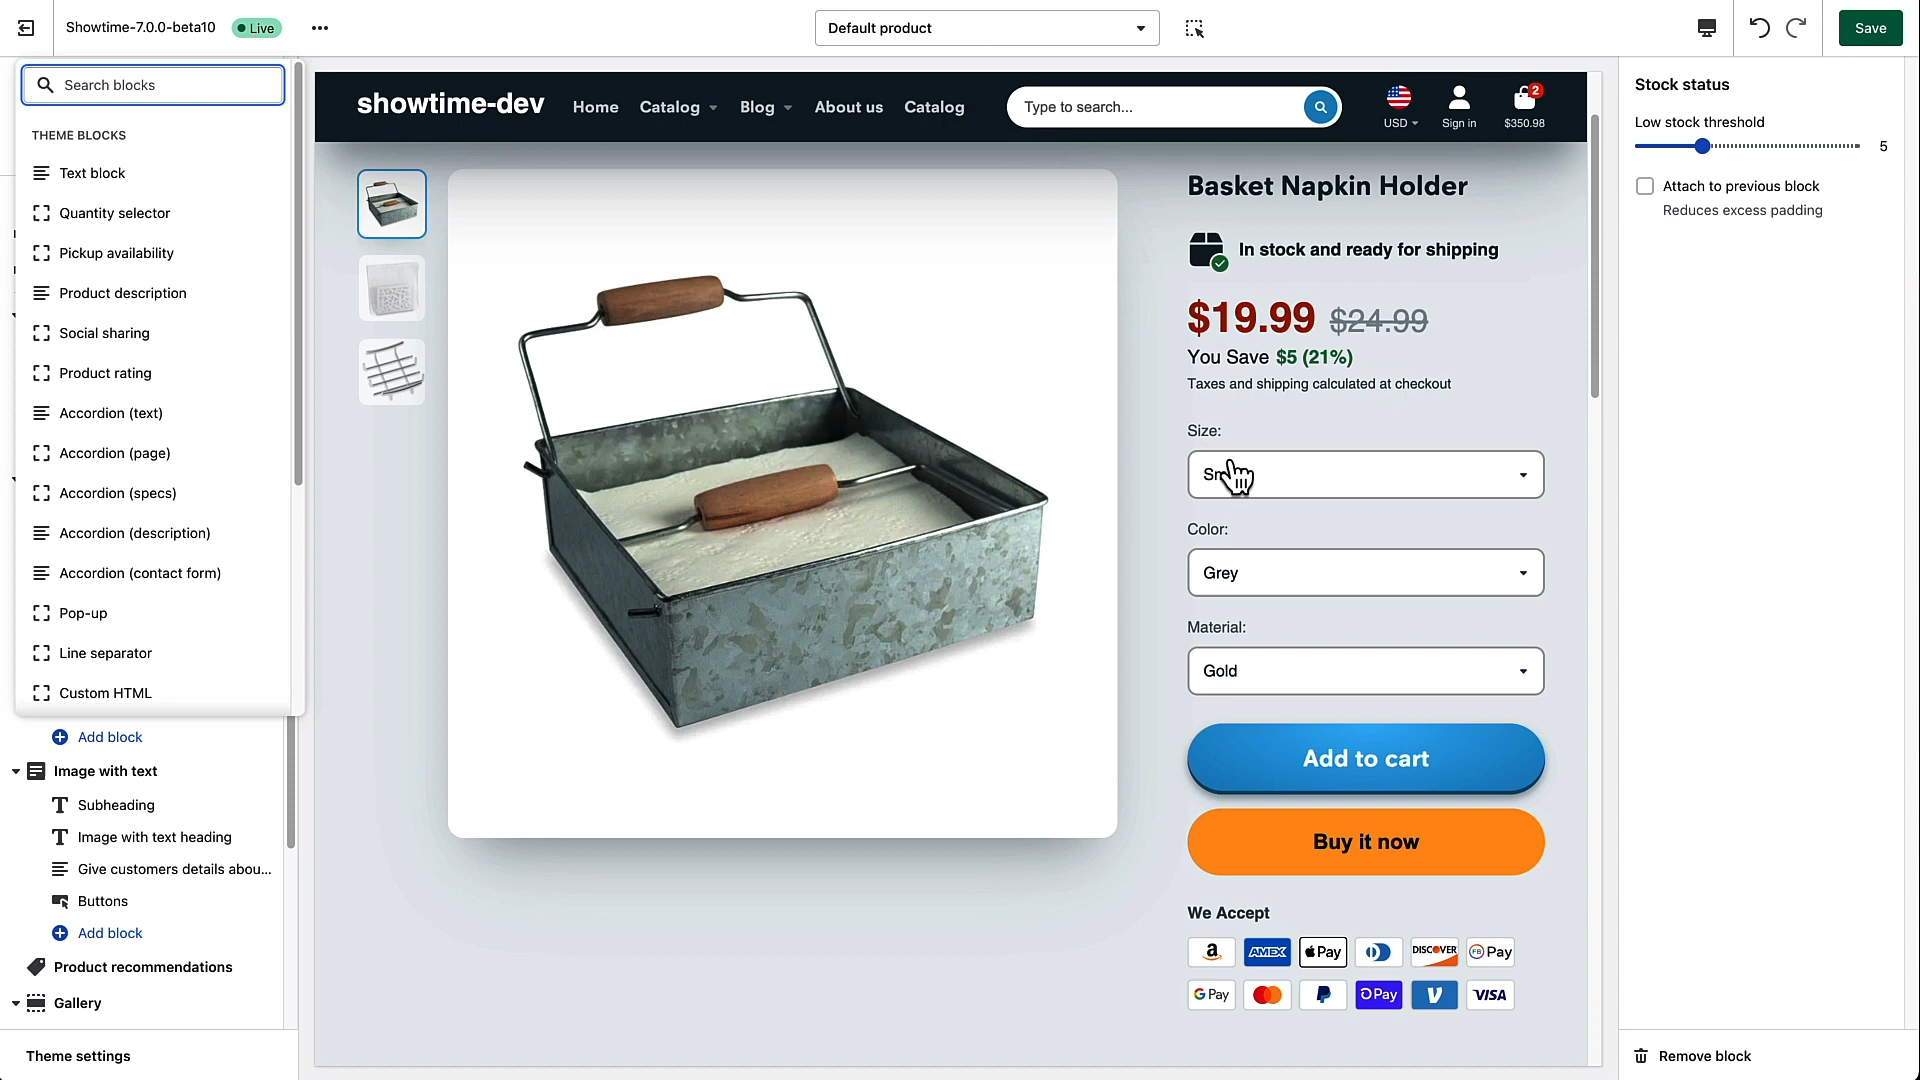 Showtime-7.0.0-beta10
Live
Default product
Save
Search blocks
THEME BLOCKS
Text block
Quantity selector
Pickup availability
Product description
Social sharing
Product rating
Accordion (text)
Accordion (page)
Accordion (specs)
Accordion (description)
Accordion (contact form)
Pop-up
Line separator
Custom HTML
Add block
Image with text
Subheading
Image with text heading
Give customers details abou...
Buttons
Add block
Product recommendations
Gallery
Theme settings
showtime-dev
Home
Catalog
Blog
About us
Catalog
Type to search...
USD
Sign in
2
$350.98
Basket Napkin Holder
In stock and ready for shipping
$19.99 $24.99
You Save $5 (21%)
Taxes and shipping calculated at checkout
Size:
Color:
Grey
Material:
Gold
Add to cart
Buy it now
We Accept
a
AMEX
Pay
DISCOVER
FB Pay
G Pay
Pay
V
VISA
Stock status
Low stock threshold
5
Attach to previous block
Reduces excess padding
Remove block